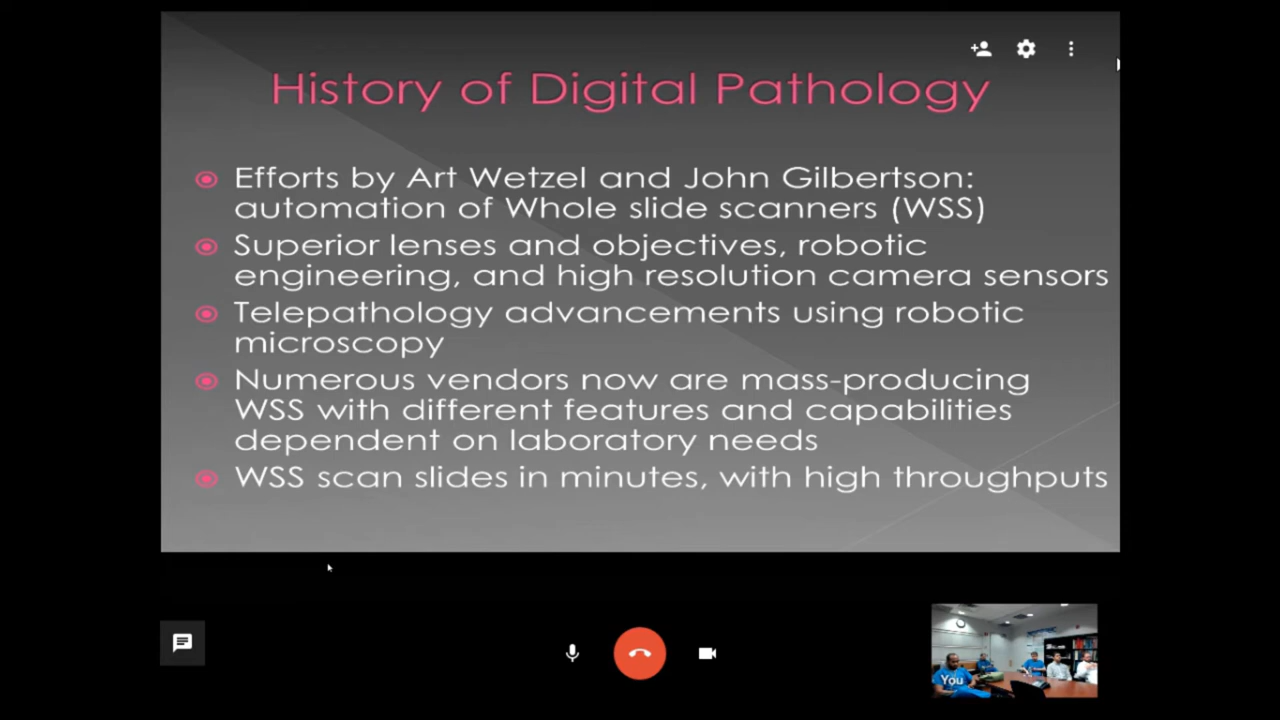 History of Digital Pathology
Efforts by Art Wetzel and John Gilbertson:
automation of Whole slide scanners (WSS)
Superior lenses and objectives, robotic
engineering, and high resolution camera sensors
Telepathology advancements using robotic
microscopy
Numerous vendors now are mass-producing
WSS with different features and capabilities
dependent on laboratory needs
WSS scan slides in minutes, with high throughputs
You